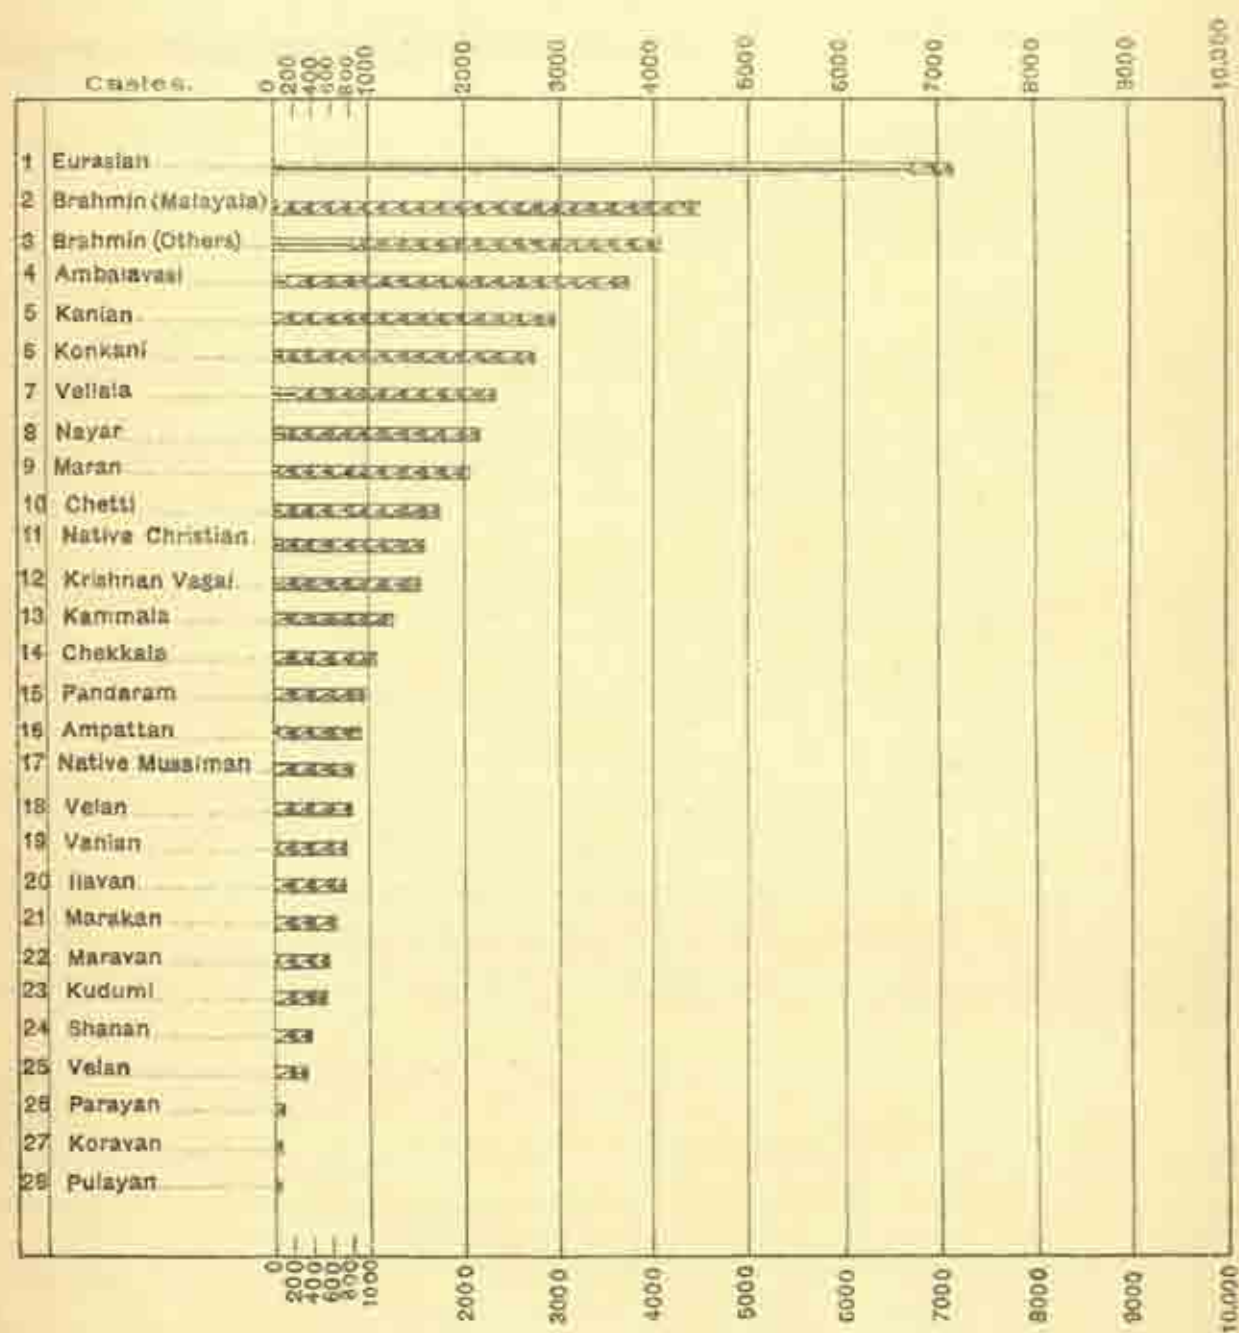 Castes. 0 200 400 600 800 1000 2000 3000 4000 5000 6000 7000 8000 9000 10,000
1 Eurasian
2 Brahmin (Malayala)
3 Brahmin (Others)
4 Ambalavasi
5 Kanian
6 Konkani
7 Vellala
8 Nayar
9 Maran
10 Chetti
11 Native Christian
12 Krishnan Vagai
13 Kammala
14 Chekkala
15 Pandaram
16 Ampattan
17 Native Mussiman
18 Velan
19 Vanian
20 Ilavan
21 Marakan
22 Maravan
23 Kudumi
24 Shanan
25 Velan
26 Parayan
27 Koravan
28 Pulayan
0 200 400 600 800 1000 2000 3000 4000 5000 6000 7000 8000 9000 10,000